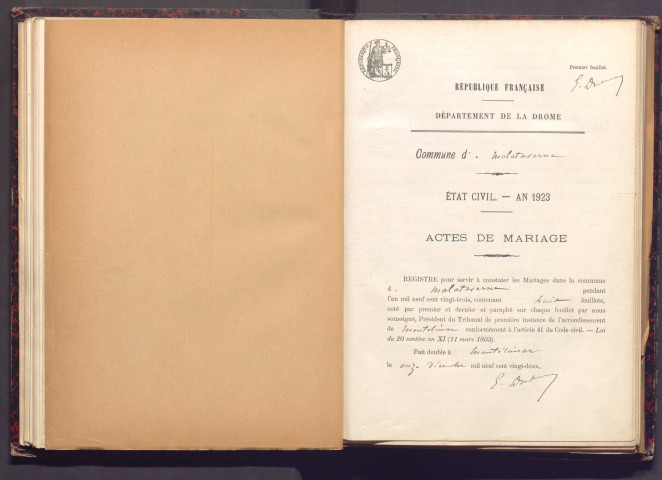 Premier feuillet.
RÉPUBLIQUE FRANÇAISE
DÉPARTEMENT DE LA DROME
Commune d e Malataverne
ÉTAT CIVIL. — AN 1923
ACTES DE MARIAGE
REGISTRE pour servir à constater les Mariages dans la commune
d e Malataverne pendant
l'an mil neuf cent vingt-trois, contenant huit feuillets,
coté par premier et dernier et paraphé sur chaque feuillet par nous
soussigné, Président du Tribunal de première instance de l'arrondissement
de Montélimar conformément à l'article 41 du Code civil. — Loi
du 20 ventôse an XI (11 mars 1803).
Fait double à Montélimar
le onze Décembre mil neuf cent vingt-deux,